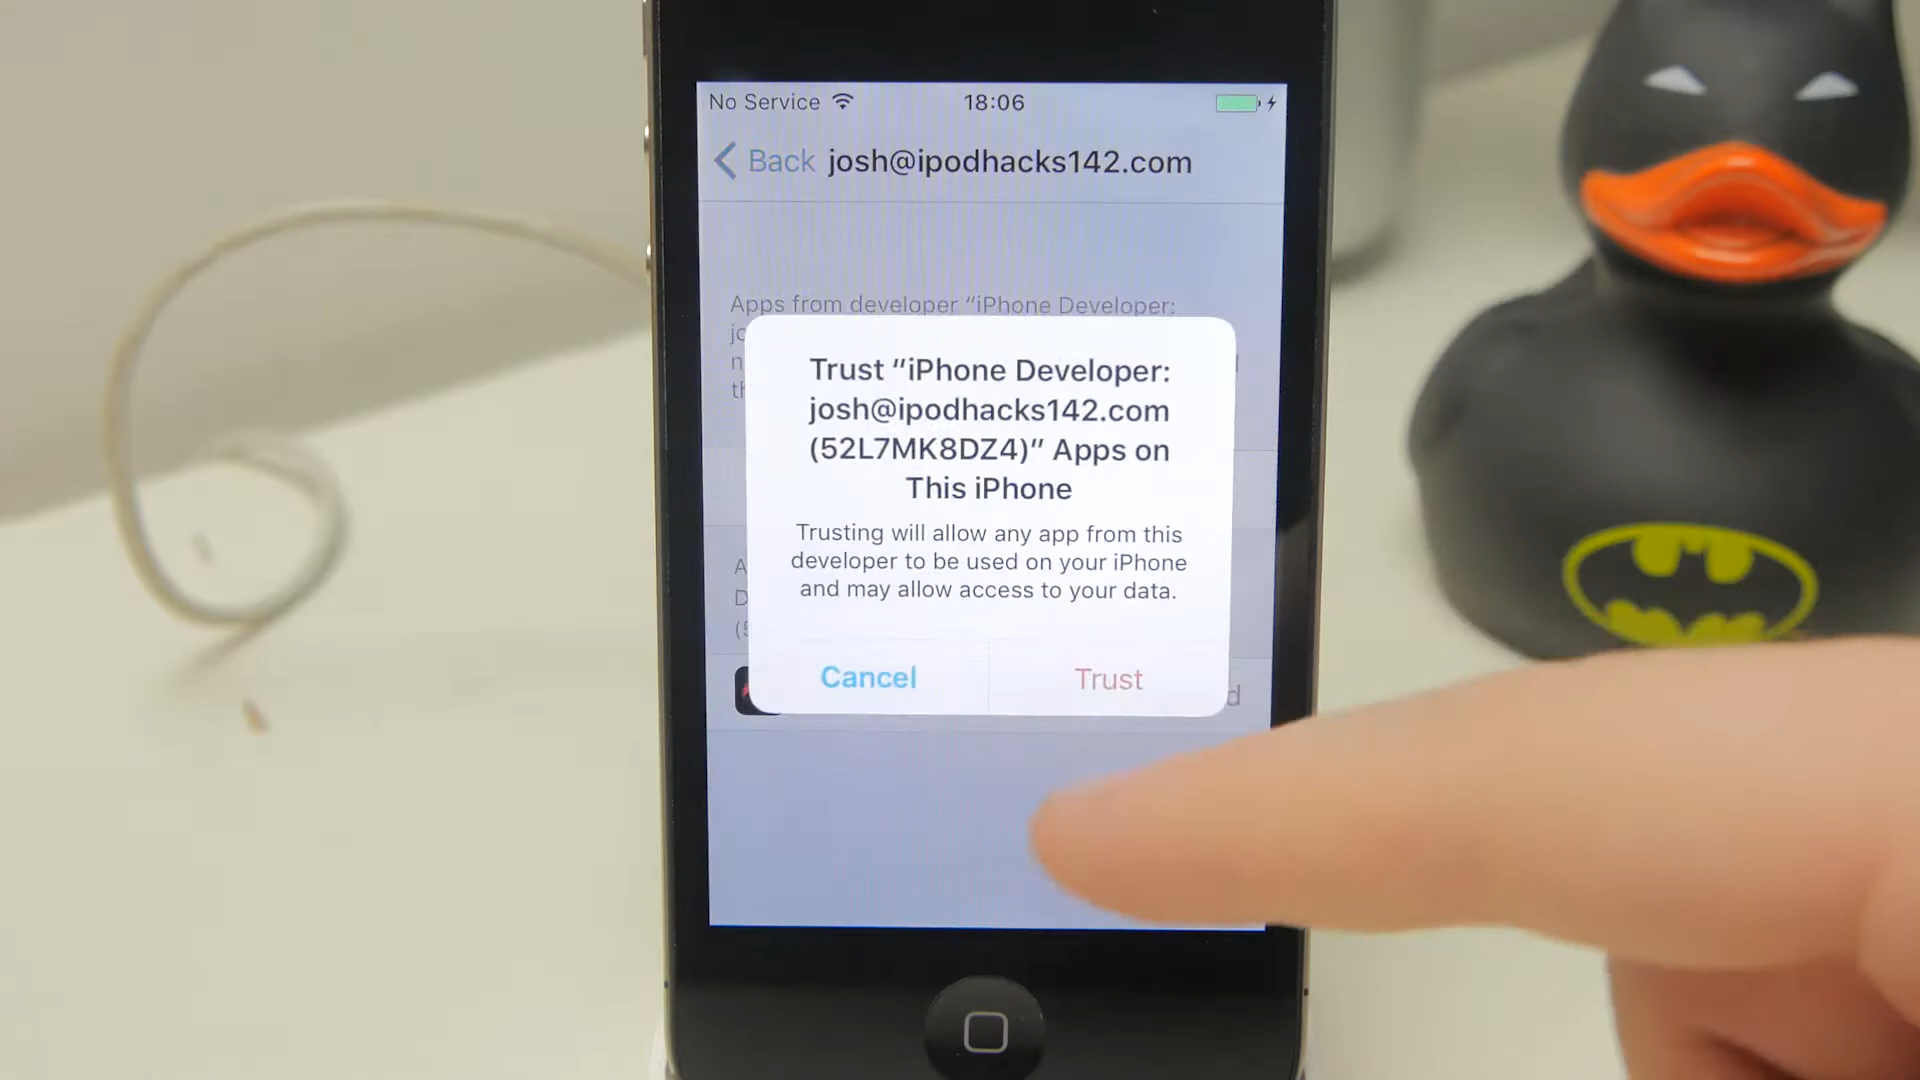 No Service 18:06
Back josh@ipodhacks142.com
Apps from developer “iPhone Developer:
Trust “iPhone Developer:
josh@ipodhacks142.com
(52L7MK8DZ4)” Apps on
This iPhone
Trusting will allow any app from this
developer to be used on your iPhone
and may allow access to your data.
Cancel Trust